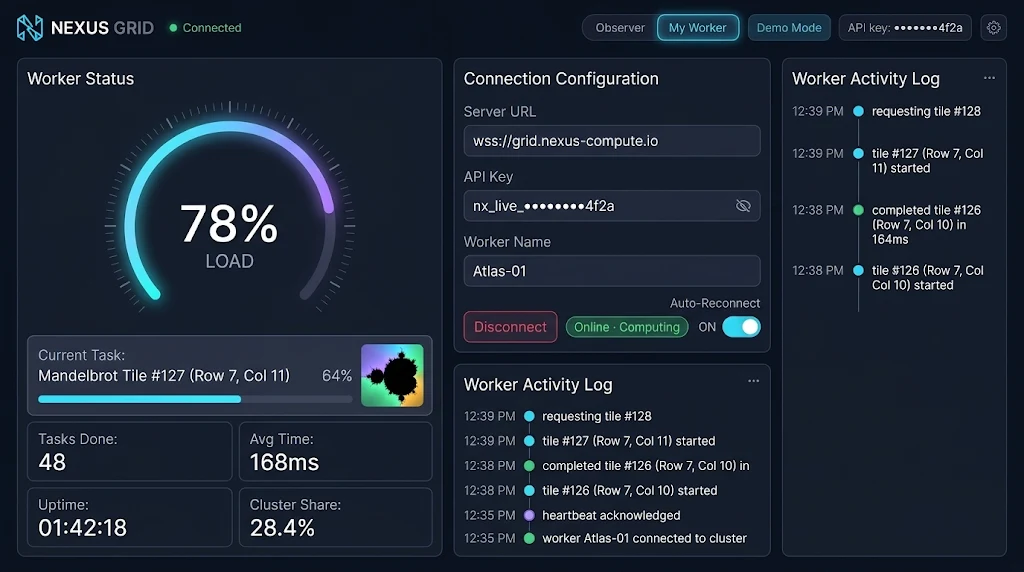 NEXUS GRID
Connected
Observer
My Worker
Demo Mode
API key: •••••••4f2a
Worker Status
78%
LOAD
Current Task:
Mandelbrot Tile #127 (Row 7, Col 11)
64%
Tasks Done:
48
Avg Time:
168ms
Uptime:
01:42:18
Cluster Share:
28.4%
Connection Configuration
Server URL
wss://grid.nexus-compute.io
API Key
nx_live_••••••••4f2a
Worker Name
Atlas-01
Auto-Reconnect
Disconnect
Online · Computing
ON
Worker Activity Log
12:39 PM requesting tile #128
12:39 PM tile #127 (Row 7, Col 11) started
12:38 PM completed tile #126 (Row 7, Col 10) in
12:38 PM tile #126 (Row 7, Col 10) started
12:35 PM heartbeat acknowledged
12:35 PM worker Atlas-01 connected to cluster
Worker Activity Log
12:39 PM requesting tile #128
12:39 PM tile #127 (Row 7, Col
11) started
12:38 PM completed tile #126
(Row 7, Col 10) in
164ms
12:38 PM tile #126 (Row 7, Col
Col 10) started